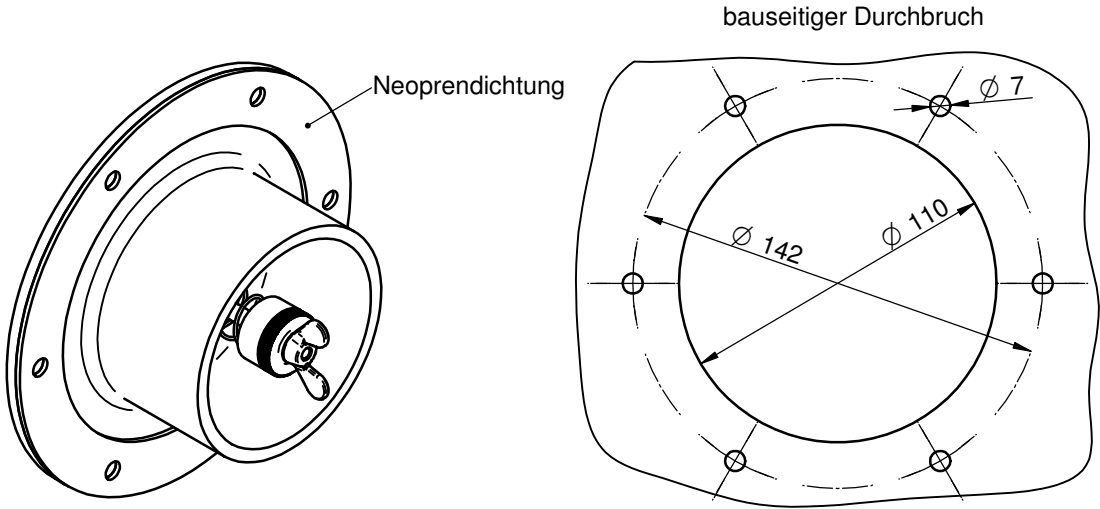 bauseitiger Durchbruch
Neoprendichtung
∅ 7
∅ 110
∅ 142